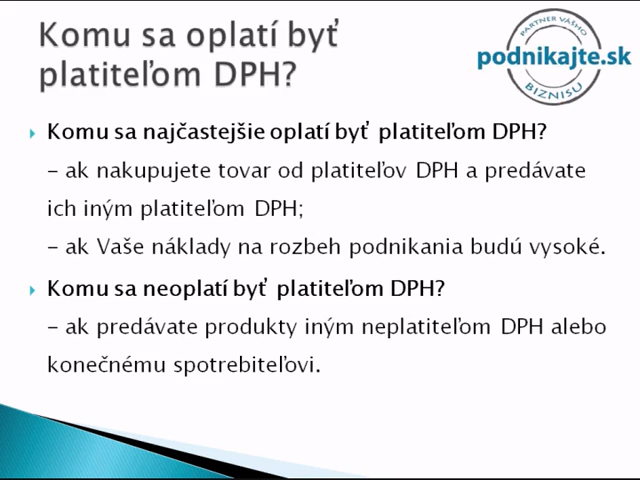 Komu sa oplatí byť
platiteľom DPH?
PARTNER VÁŠHO
podnikajte.sk
BIZNISU
Komu sa najčastejšie oplatí byť platiteľom DPH?
– ak nakupujete tovar od platiteľov DPH a predávate
ich iným platiteľom DPH;
– ak Vaše náklady na rozbeh podnikania budú vysoké.
Komu sa neoplatí byť platiteľom DPH?
– ak predávate produkty iným neplatiteľom DPH alebo
konečnému spotrebiteľovi.